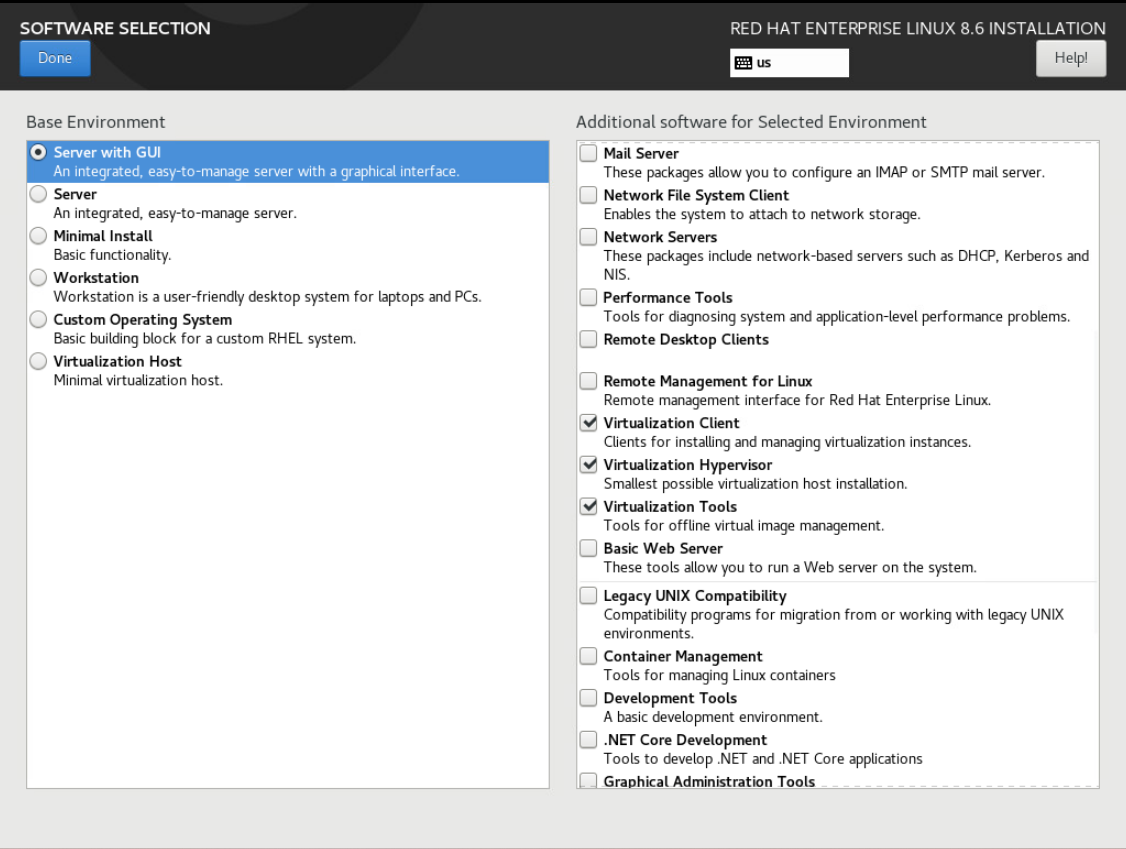 SOFTWARE SELECTION
RED HAT ENTERPRISE LINUX 8.6 INSTALLATION
Done
us
Help!
Base Environment
Server with GUI
An integrated, easy-to-manage server with a graphical interface.
Server
An integrated, easy-to-manage server.
Minimal Install
Basic functionality.
Workstation
Workstation is a user-friendly desktop system for laptops and PCs.
Custom Operating System
Basic building block for a custom RHEL system.
Virtualization Host
Minimal virtualization host.
Additional software for Selected Environment
Mail Server
These packages allow you to configure an IMAP or SMTP mail server.
Network File System Client
Enables the system to attach to network storage.
Network Servers
These packages include network-based servers such as DHCP, Kerberos and
NIS.
Performance Tools
Tools for diagnosing system and application-level performance problems.
Remote Desktop Clients
Remote Management for Linux
Remote management interface for Red Hat Enterprise Linux.
Virtualization Client
Clients for installing and managing virtualization instances.
Virtualization Hypervisor
Smallest possible virtualization host installation.
Virtualization Tools
Tools for offline virtual image management.
Basic Web Server
These tools allow you to run a Web server on the system.
Legacy UNIX Compatibility
Compatibility programs for migration from or working with legacy UNIX
environments.
Container Management
Tools for managing Linux containers
Development Tools
A basic development environment.
.NET Core Development
Tools to develop .NET and .NET Core applications
Graphical Administration Tools